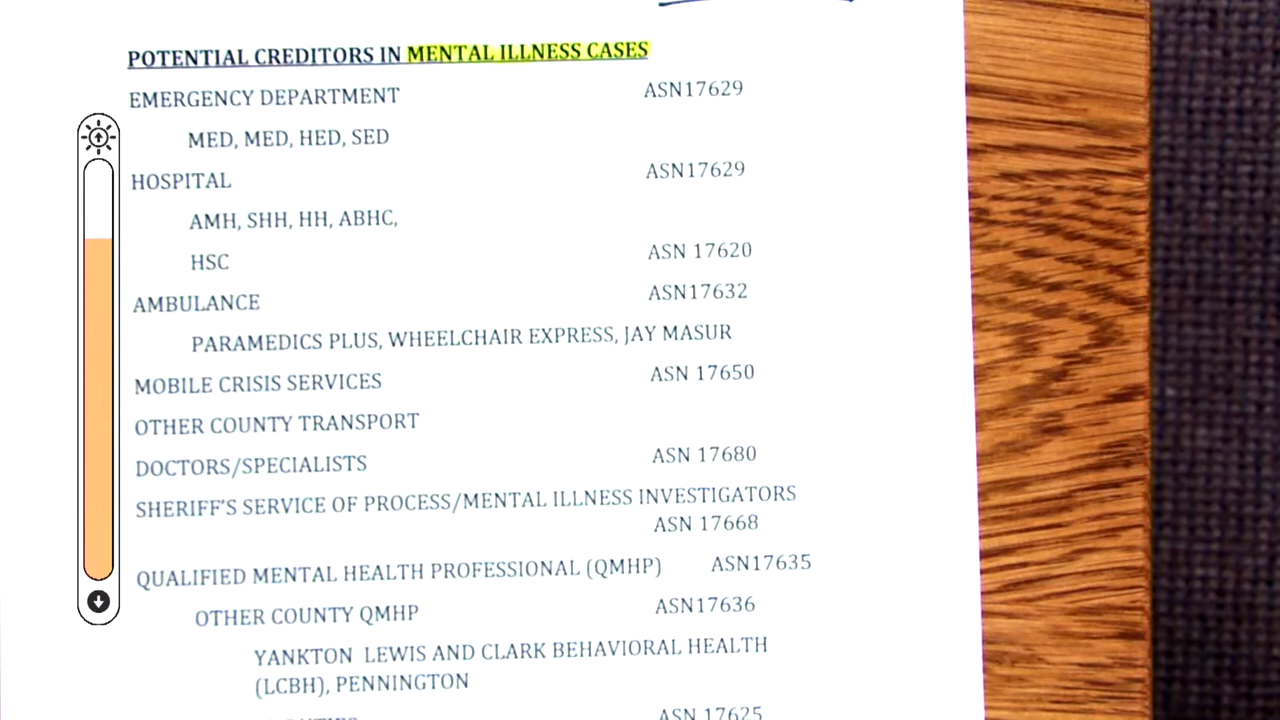 POTENTIAL CREDITORS IN MENTAL ILLNESS CASES
EMERGENCY DEPARTMENT ASN17629
MED, MED, HED, SED
HOSPITAL ASN17629
AMH, SHH, HH, ABHC,
HSC ASN 17620
AMBULANCE ASN17632
PARAMEDICS PLUS, WHEELCHAIR EXPRESS, JAY MASUR
MOBILE CRISIS SERVICES ASN 17650
OTHER COUNTY TRANSPORT
DOCTORS/SPECIALISTS ASN 17680
SHERIFF'S SERVICE OF PROCESS/MENTAL ILLNESS INVESTIGATORS
ASN 17668
QUALIFIED MENTAL HEALTH PROFESSIONAL (QMHP) ASN17635
OTHER COUNTY QMHP ASN17636
YANKTON LEWIS AND CLARK BEHAVIORAL HEALTH
(LCBH), PENNINGTON
ASN 17625